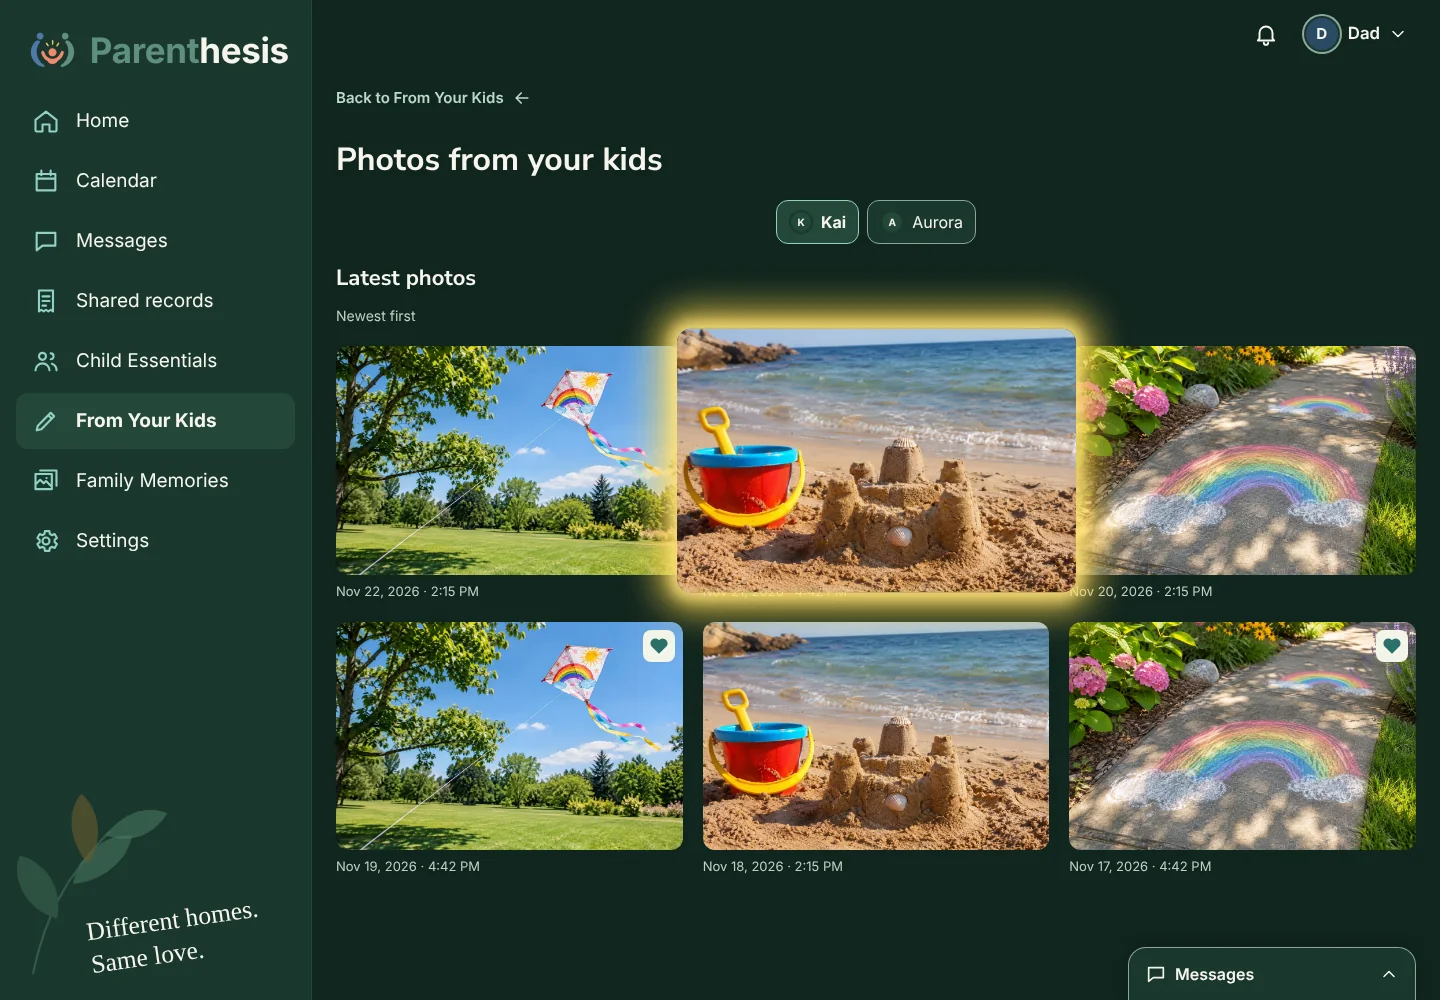 Parenthesis
Home
Calendar
Messages
Shared records
Child Essentials
From Your Kids
Family Memories
Settings
Different homes.
Same love.
D Dad
Back to From Your Kids
Photos from your kids
K Kai
A Aurora
Latest photos
Newest first
Nov 22, 2026 · 2:15 PM
Nov 20, 2026 · 2:15 PM
Nov 19, 2026 · 4:42 PM
Nov 18, 2026 · 2:15 PM
Nov 17, 2026 · 4:42 PM
Messages